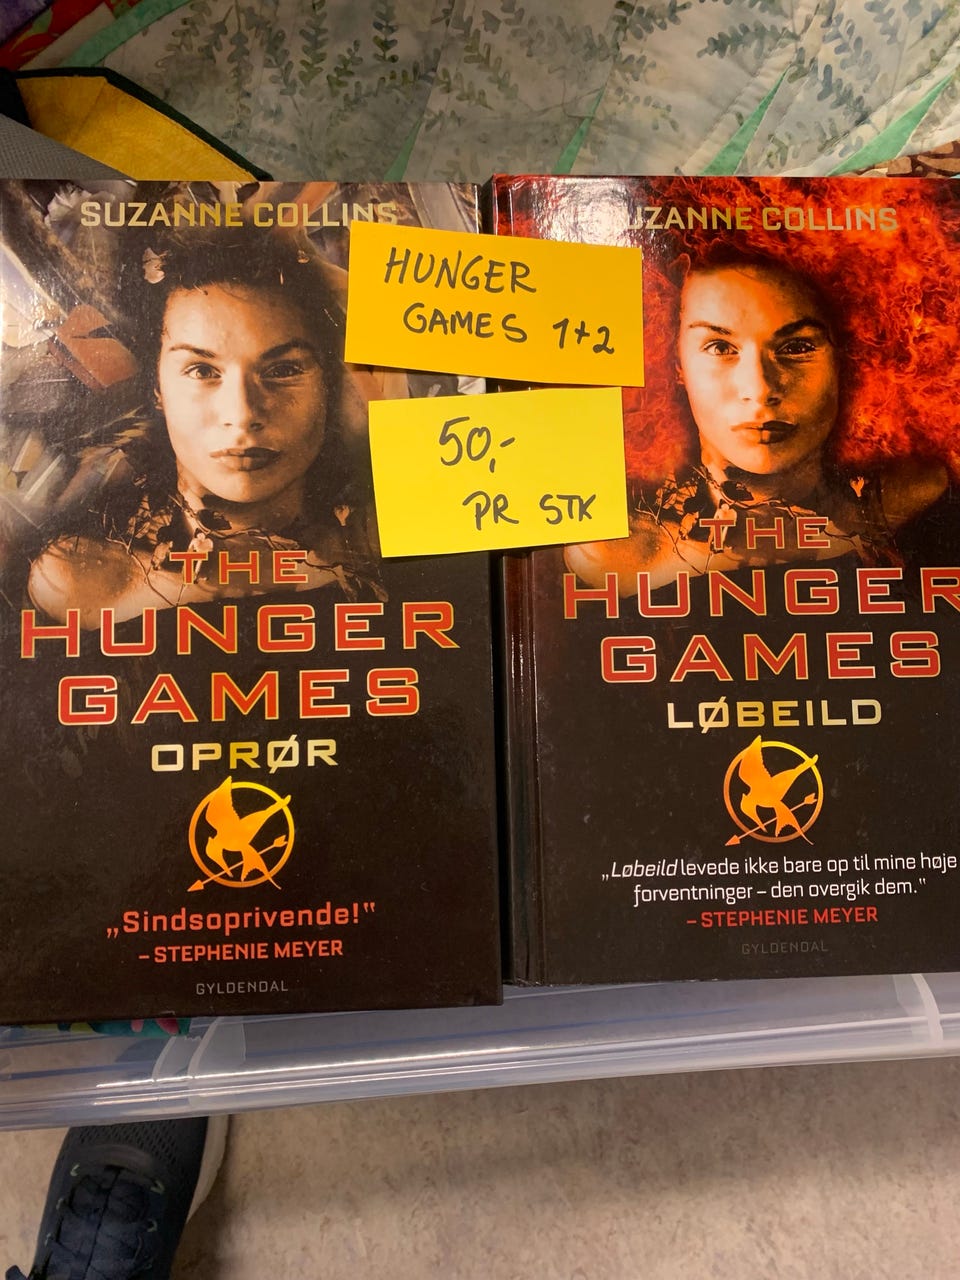 SUZANNE COLLINS
THE
HUNGER
GAMES
OPRØR
„Sindsoprivende!“
– STEPHENIE MEYER
GYLDENDAL
HUNGER
GAMES 1+2
50,-
PR STK
SUZANNE COLLINS
THE
HUNGER
GAMES
LØBEILD
„Løbeild levede ikke bare op til mine høje
forventninger – den overgik dem.“
– STEPHENIE MEYER
GYLDENDAL